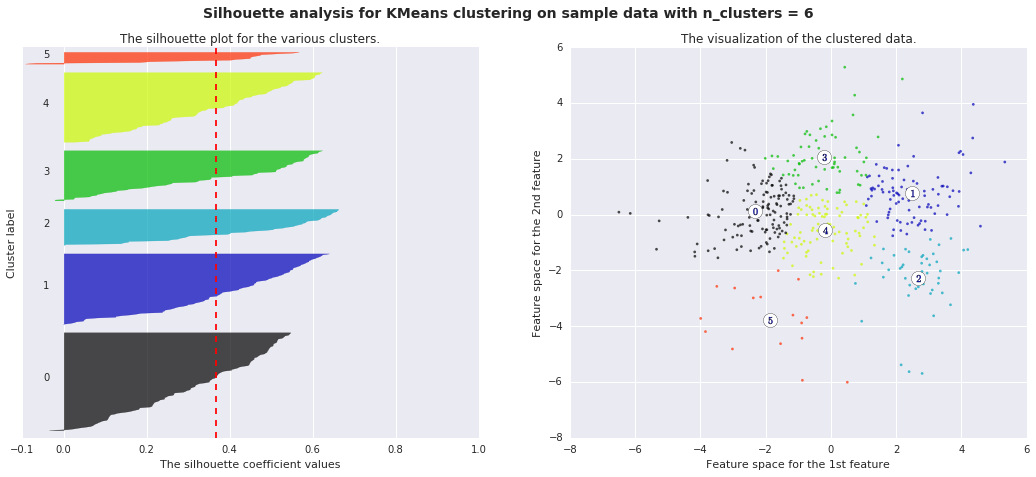 Silhouette analysis for KMeans clustering on sample data with n_clusters = 6
The silhouette plot for the various clusters.
Cluster label
5
4
3
2
1
0
−0.1 0.0 0.2 0.4 0.6 0.8 1.0
The silhouette coefficient values
The visualization of the clustered data.
Feature space for the 2nd feature
6
4
2
0
−2
−4
−6
−8
3
1
0
4
2
5
−8 −6 −4 −2 0 2 4 6
Feature space for the 1st feature